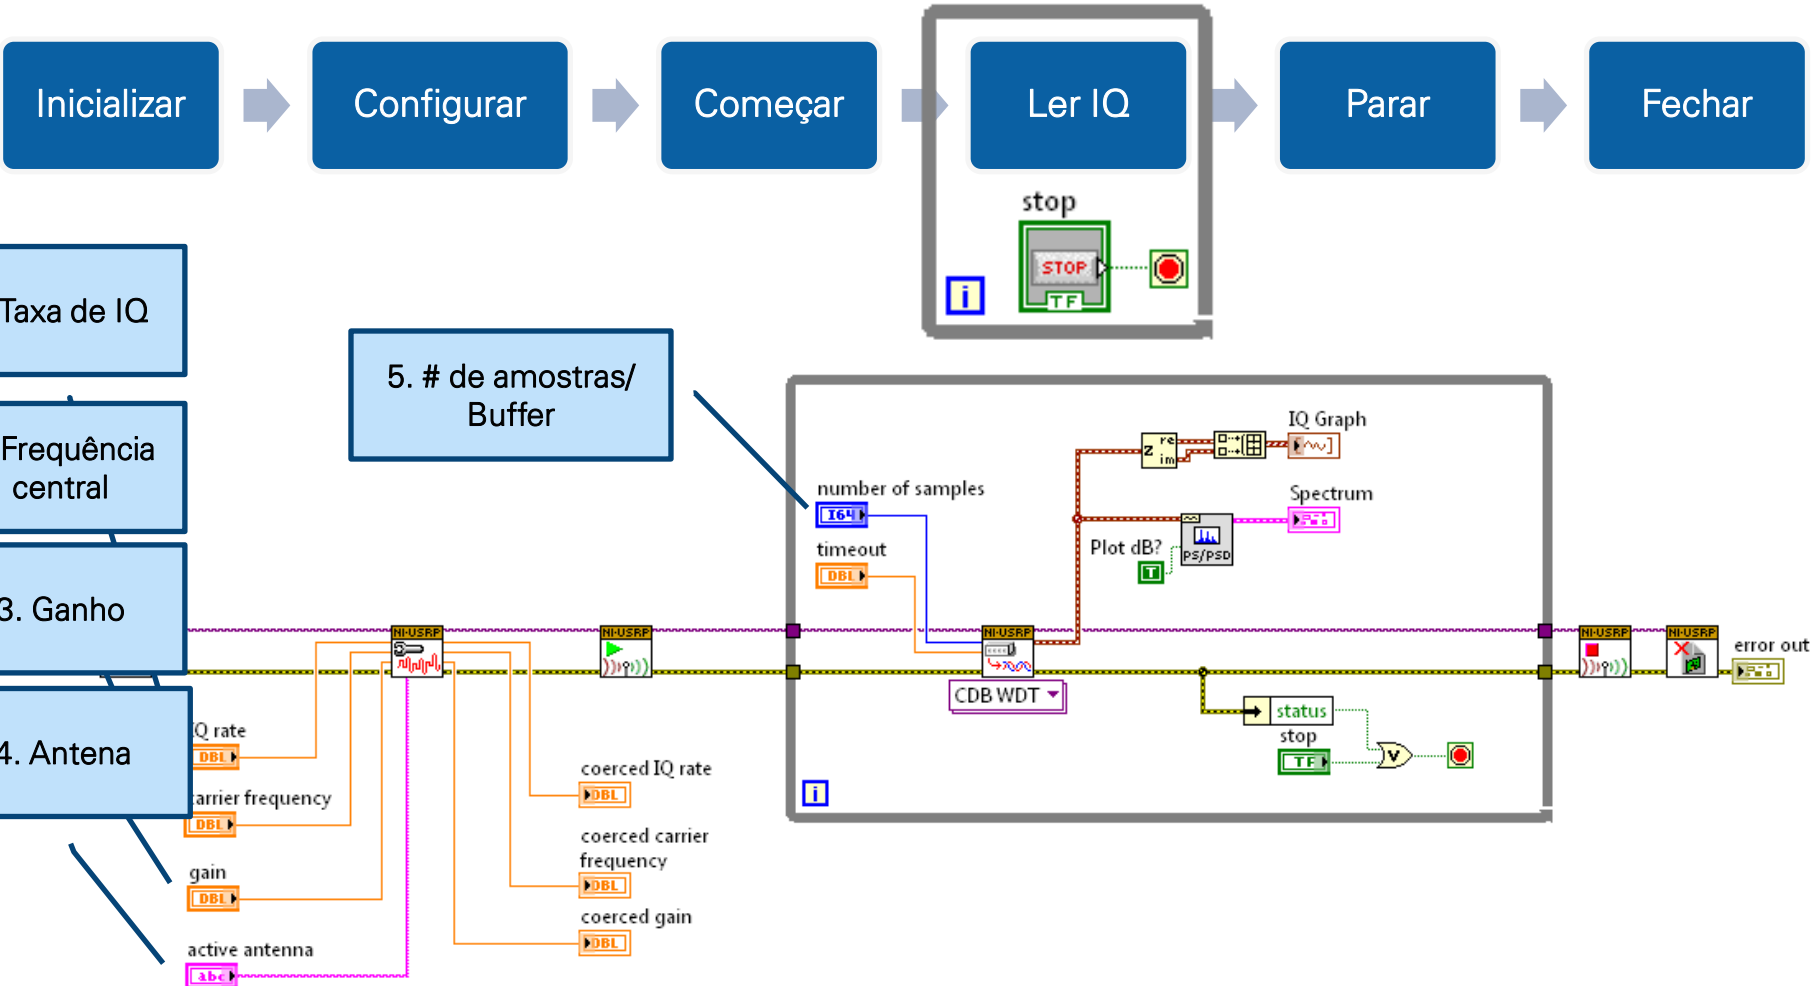 Inicializar
Configurar
Começar
Ler IQ
Parar
Fechar
stop
STOP
TF
i
Taxa de IQ
Frequência
central
3. Ganho
4. Antena
5. # de amostras/
Buffer
number of samples
I64
timeout
DBL
IQ Graph
z
re
im
Spectrum
Plot dB?
T
PS/PSD
NI-USRP
NI-USRP
NI-USRP
NI-USRP
NI-USRP
error out
CDB WDT
status
stop
TF
V
i
IQ rate
DBL
carrier frequency
DBL
gain
DBL
active antenna
abc
coerced IQ rate
DBL
coerced carrier
frequency
DBL
coerced gain
DBL